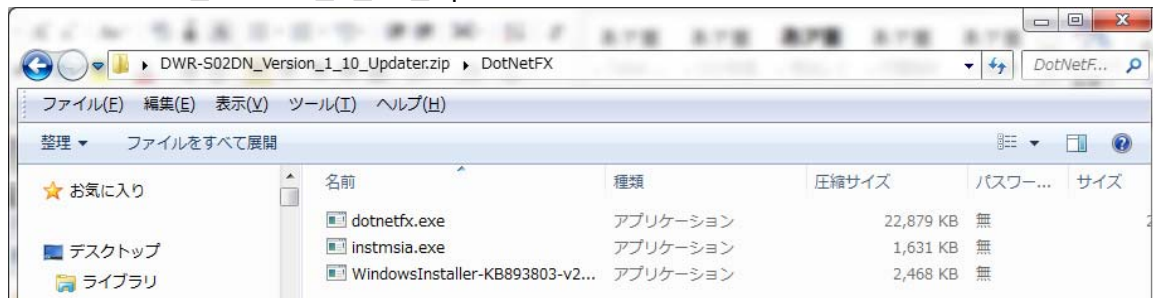 DWR-S02DN_Version_1_10_Updater.zip ▸ DotNetFX DotNetF...
ファイル(F) 編集(E) 表示(V) ツール(T) ヘルプ(H)
整理 ▼ ファイルをすべて展開
お気に入り
デスクトップ
ライブラリ
名前 種類 圧縮サイズ パスワー... サイズ
dotnetfx.exe アプリケーション 22,879 KB 無
instmsia.exe アプリケーション 1,631 KB 無
WindowsInstaller-KB893803-v2... アプリケーション 2,468 KB 無